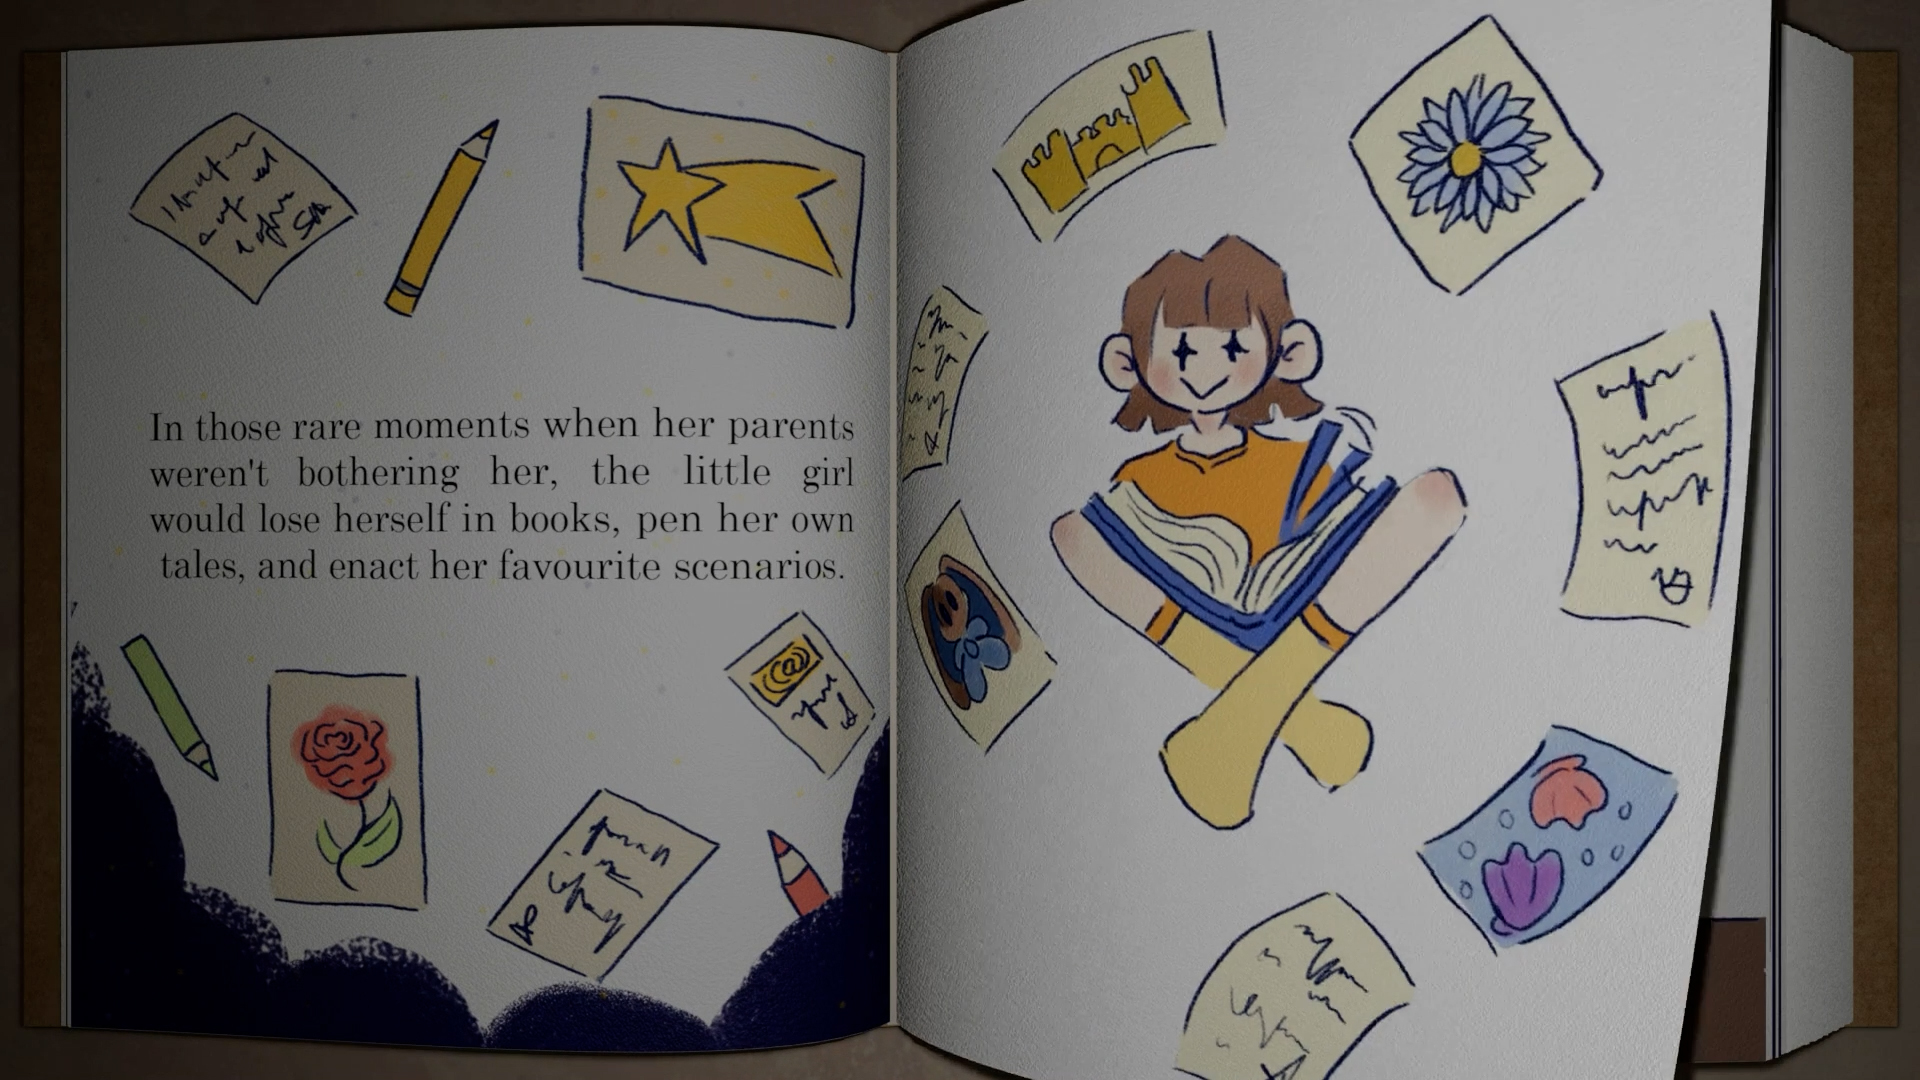 In those rare moments when her parents
weren't bothering her, the little girl
would lose herself in books, pen her own
tales, and enact her favourite scenarios.